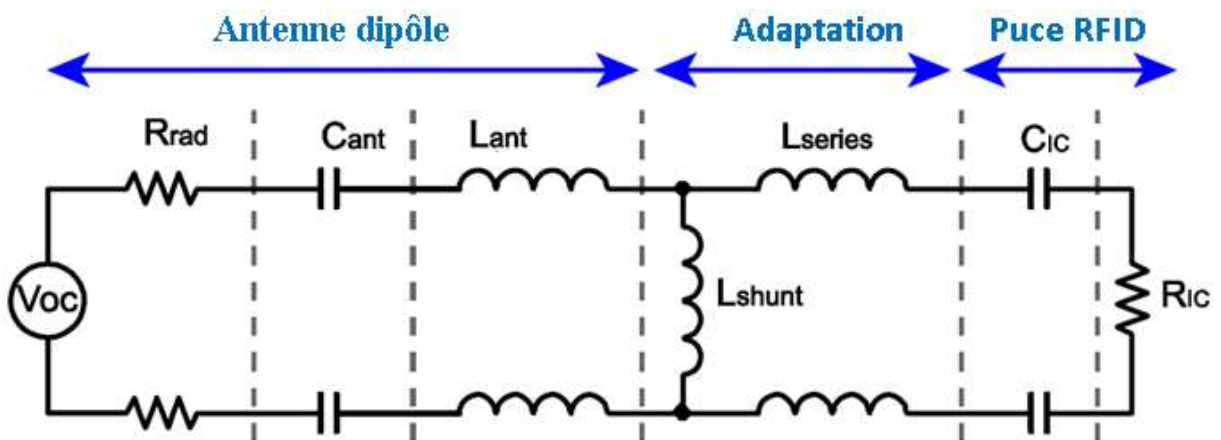 Antenne dipôle Adaptation Puce RFID
Rrad Cant Lant Lseries CIC
Voc Lshunt RIC